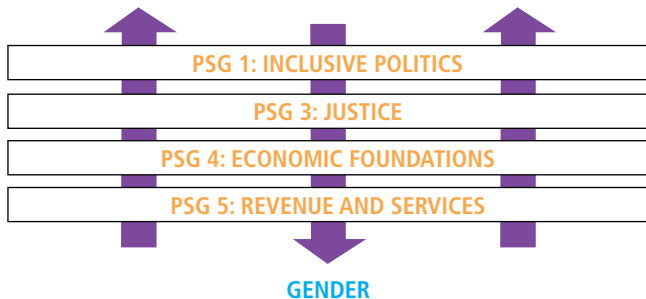 PSG 1: INCLUSIVE POLITICS
PSG 3: JUSTICE
PSG 4: ECONOMIC FOUNDATIONS
PSG 5: REVENUE AND SERVICES
GENDER